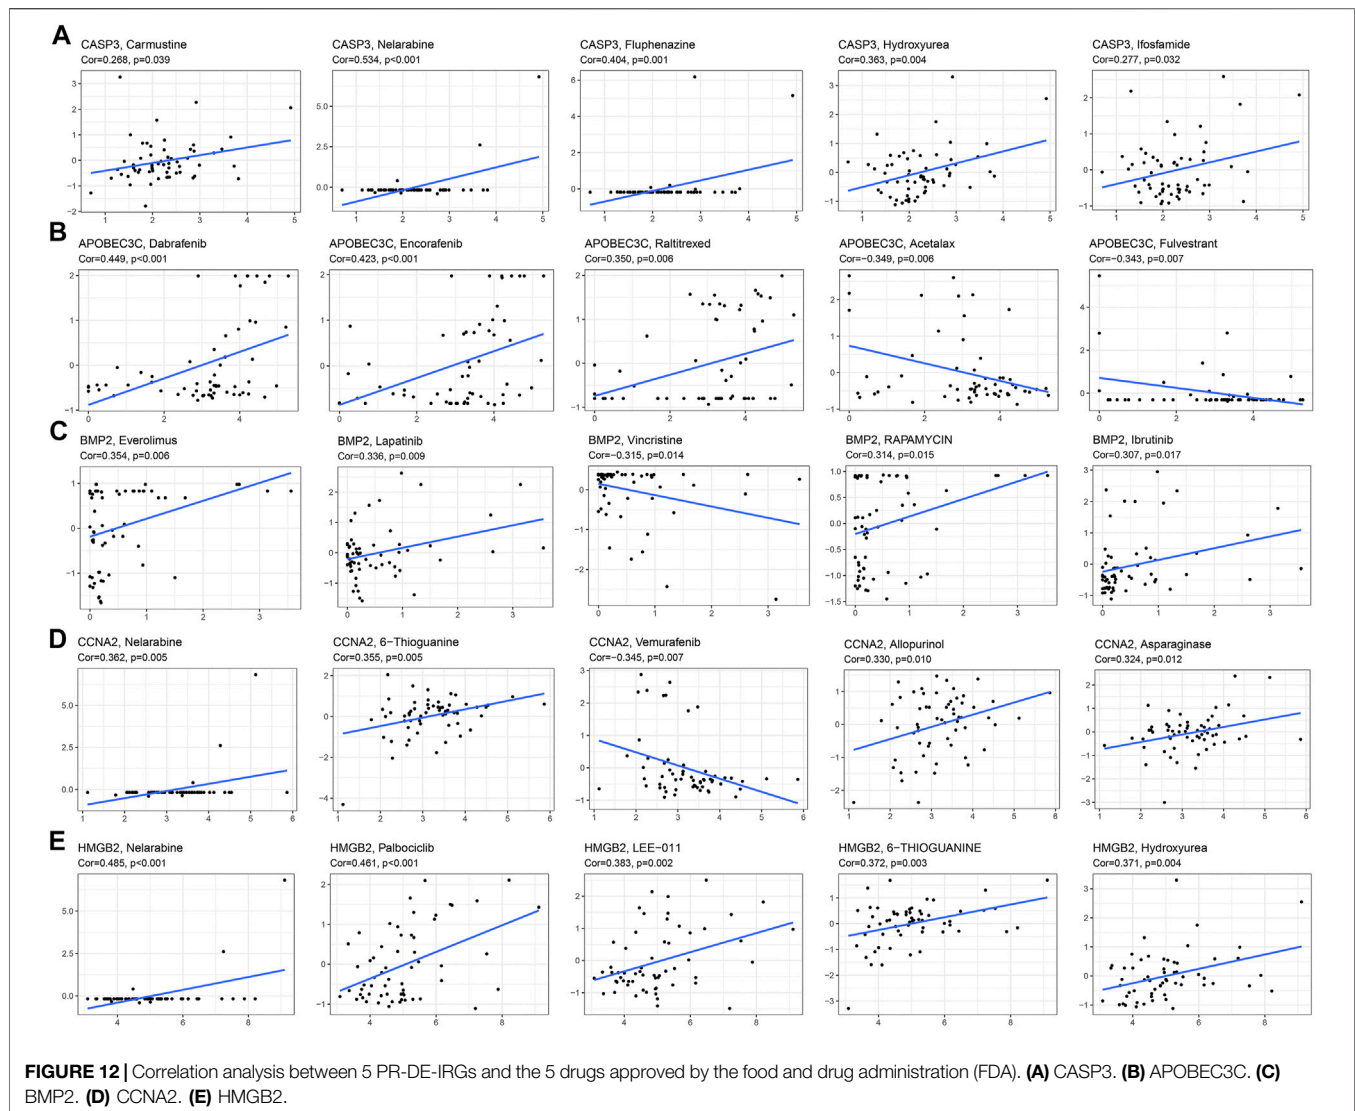 A
CASP3, Carmustine
Cor=0.268, p=0.039
CASP3, Nelarabine
Cor=0.534, p<0.001
CASP3, Fluphenazine
Cor=0.404, p=0.001
CASP3, Hydroxyurea
Cor=0.363, p=0.004
CASP3, Ifosfamide
Cor=0.277, p=0.032
B
APOBEC3C, Dabrafenib
Cor=0.449, p<0.001
APOBEC3C, Encorafenib
Cor=0.423, p<0.001
APOBEC3C, Raltitrexed
Cor=0.350, p=0.006
APOBEC3C, Acetalax
Cor=−0.349, p=0.006
APOBEC3C, Fulvestrant
Cor=−0.343, p=0.007
C
BMP2, Everolimus
Cor=0.354, p=0.006
BMP2, Lapatinib
Cor=0.336, p=0.009
BMP2, Vincristine
Cor=−0.315, p=0.014
BMP2, RAPAMYCIN
Cor=0.314, p=0.015
BMP2, Ibrutinib
Cor=0.307, p=0.017
D
CCNA2, Nelarabine
Cor=0.362, p=0.005
CCNA2, 6−Thioguanine
Cor=0.355, p=0.005
CCNA2, Vemurafenib
Cor=−0.345, p=0.007
CCNA2, Allopurinol
Cor=0.330, p=0.010
CCNA2, Asparaginase
Cor=0.324, p=0.012
E
HMGB2, Nelarabine
Cor=0.485, p<0.001
HMGB2, Palbociclib
Cor=0.461, p<0.001
HMGB2, LEE−011
Cor=0.383, p=0.002
HMGB2, 6−THIOGUANINE
Cor=0.372, p=0.003
HMGB2, Hydroxyurea
Cor=0.371, p=0.004
FIGURE 12 | Correlation analysis between 5 PR-DE-IRGs and the 5 drugs approved by the food and drug administration (FDA). (A) CASP3. (B) APOBEC3C. (C)
BMP2. (D) CCNA2. (E) HMGB2.